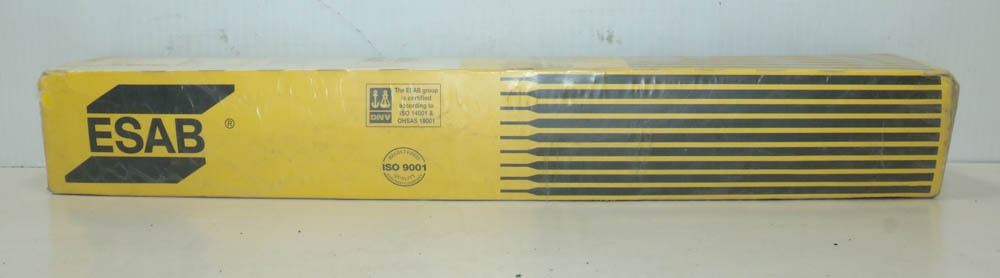 ESAB ®
The ESAB group
is certified
according to
ISO 14001 &
OHSAS 18001
DNV
ISO 9001